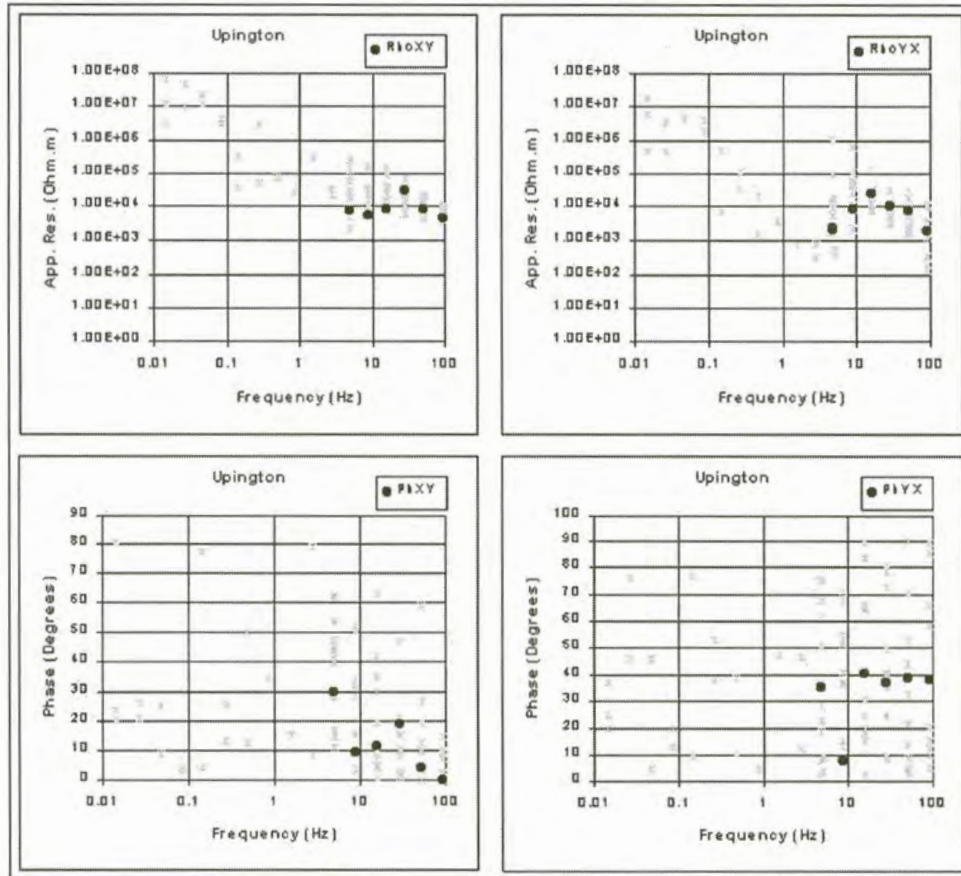 Upington
RhoXY
1.00E+08
1.00E+07
1.00E+06
1.00E+05
1.00E+04
1.00E+03
1.00E+02
1.00E+01
1.00E+00
App. Res. (Ohm.m)
0.01 0.1 1 10 100
Frequency (Hz)
Upington
RhoYX
1.00E+08
1.00E+07
1.00E+06
1.00E+05
1.00E+04
1.00E+03
1.00E+02
1.00E+01
1.00E+00
App. Res. (Ohm.m)
0.01 0.1 1 10 100
Frequency (Hz)
Upington
PhXY
90
80
70
60
50
40
30
20
10
0
Phase (Degrees)
0.01 0.1 1 10 100
Frequency (Hz)
Upington
PhYX
100
90
80
70
60
50
40
30
20
10
0
Phase (Degrees)
0.01 0.1 1 10 100
Frequency (Hz)